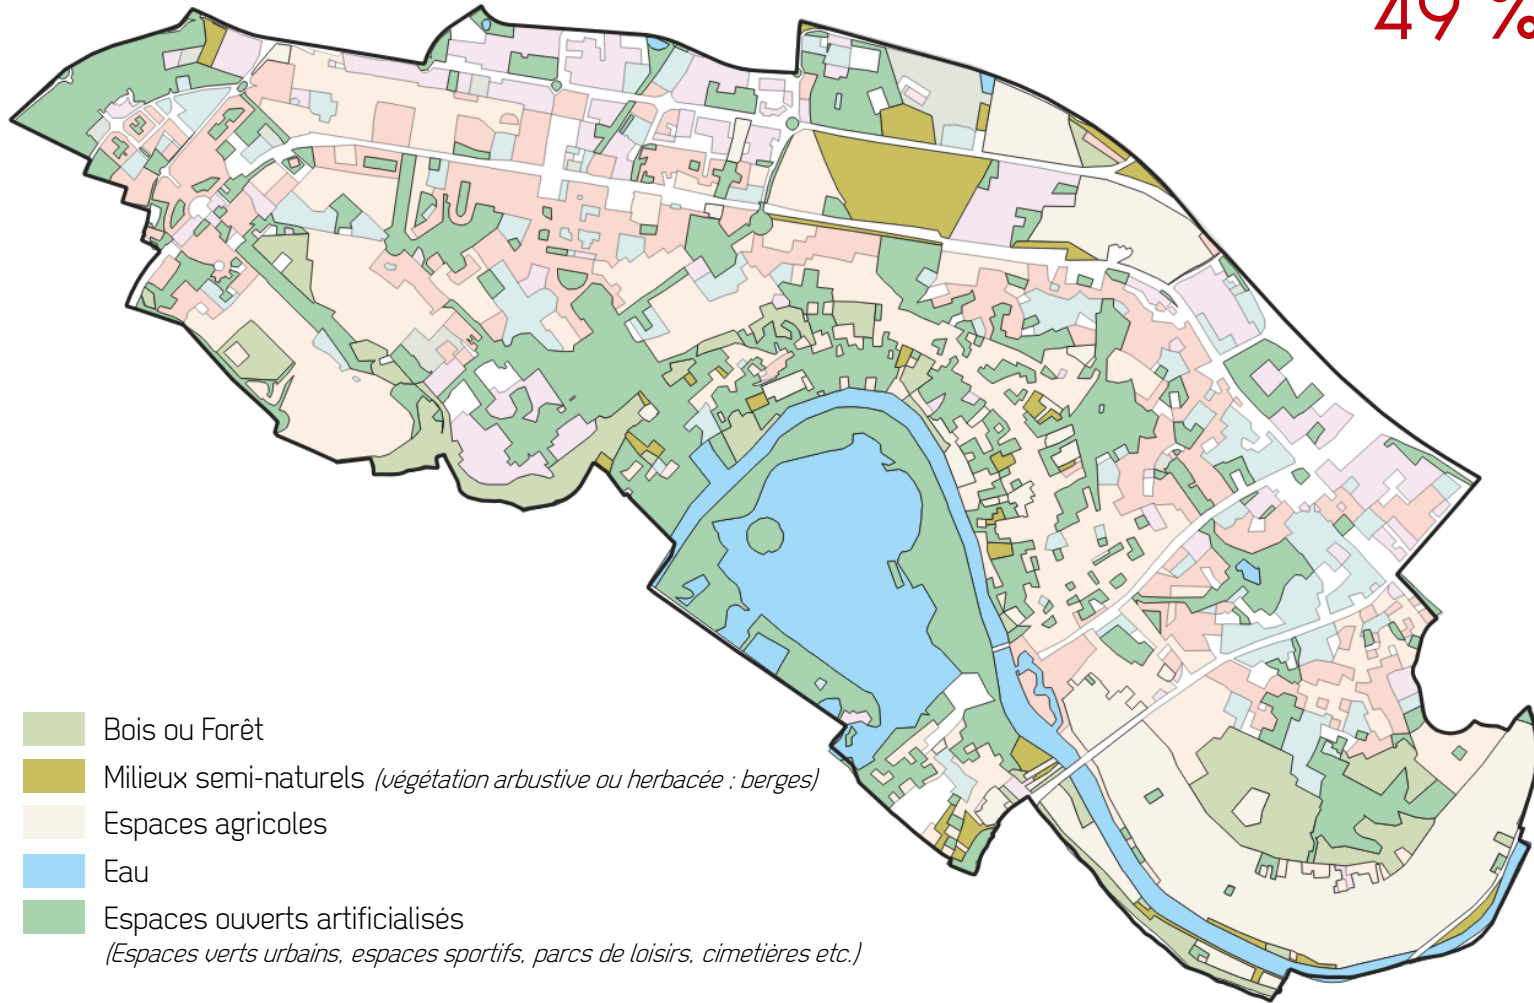 49 %
Bois ou Forêt
Milieux semi-naturels (végétation arbustive ou herbacée ; berges)
Espaces agricoles
Eau
Espaces ouverts artificialisés
(Espaces verts urbains, espaces sportifs, parcs de loisirs, cimetières etc.)